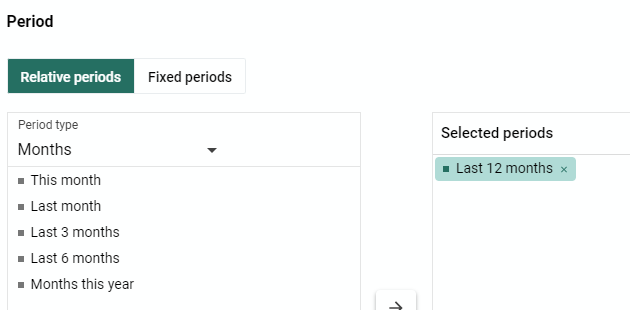 Period
Relative periods
Fixed periods
Period type
Months
This month
Last month
Last 3 months
Last 6 months
Months this year
Selected periods
Last 12 months ×